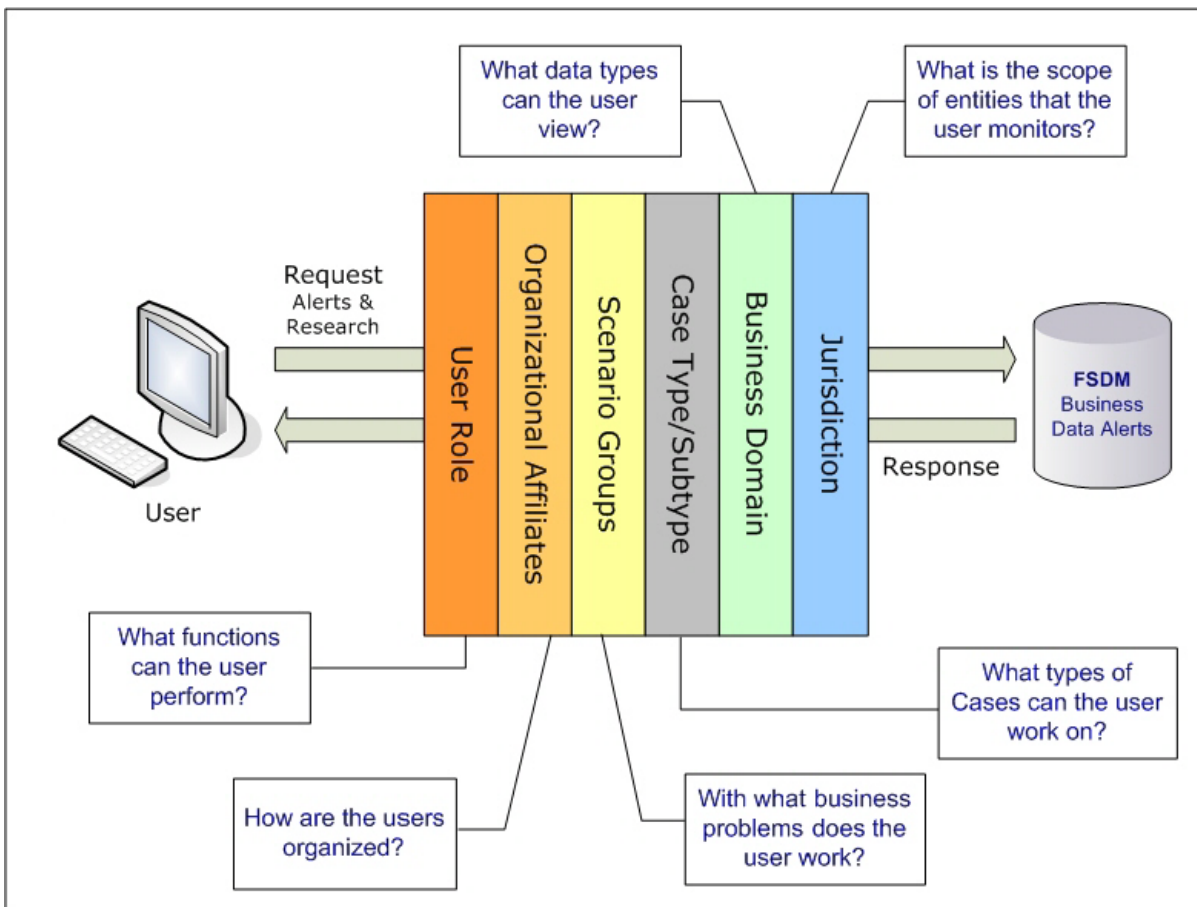 What data types
can the user
view?
What is the scope
of entities that the
user monitors?
Request
Alerts &
Research
User
User Role
Organizational Affiliates
Scenario Groups
Case Type/Subtype
Business Domain
Jurisdiction
Response
FSDM
Business
Data Alerts
What functions
can the user
perform?
What types of
Cases can the user
work on?
How are the users
organized?
With what business
problems does the
user work?